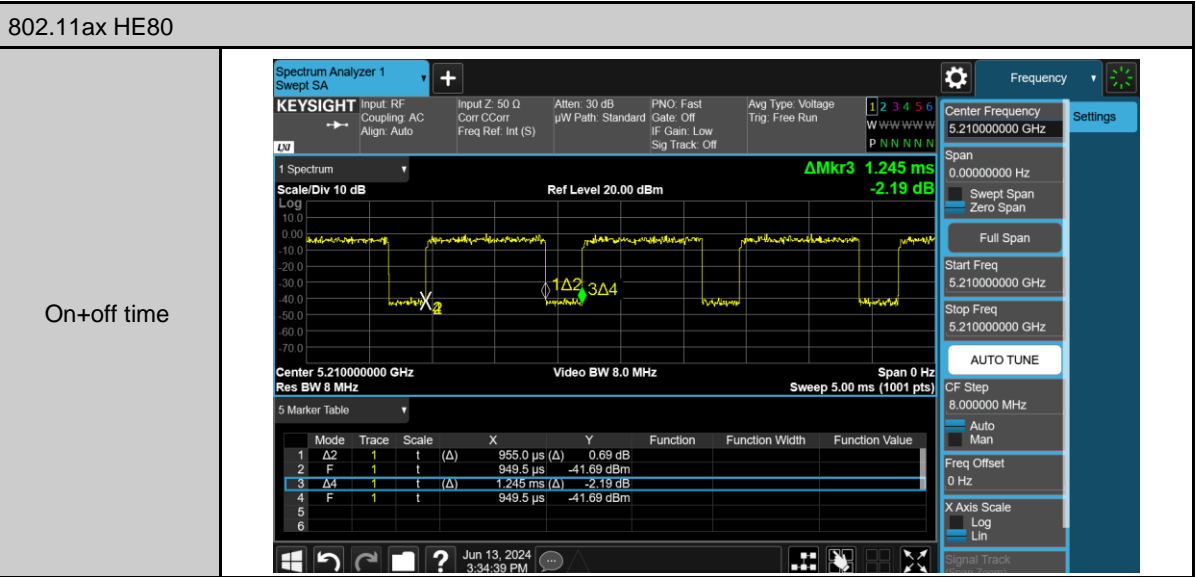 802.11ax HE80
On+off time
Spectrum Analyzer 1
Swept SA
Frequency
KEYSIGHT
Input: RF
Coupling: AC
Align: Auto
Input Z: 50 Ω
Corr CCorr
Freq Ref: Int (S)
Atten: 30 dB
µW Path: Standard
PNO: Fast
Gate: Off
IF Gain: Low
Sig Track: Off
Avg Type: Voltage
Trig: Free Run
1 2 3 4 5 6
W W W W W W
P N N N N N
LXI
1 Spectrum
ΔMkr3 1.245 ms
-2.19 dB
Scale/Div 10 dB
Ref Level 20.00 dBm
Log
10.0
0.00
-10.0
-20.0
-30.0
-40.0
-50.0
-60.0
-70.0
1Δ2
3Δ4
X
Center 5.210000000 GHz
Video BW 8.0 MHz
Span 0 Hz
Res BW 8 MHz
Sweep 5.00 ms (1001 pts)
5 Marker Table
Mode Trace Scale X Y Function Function Width Function Value
1 Δ2 1 t (Δ) 955.0 µs (Δ) 0.69 dB
2 F 1 t 949.5 µs -41.69 dBm
3 Δ4 1 t (Δ) 1.245 ms (Δ) -2.19 dB
4 F 1 t 949.5 µs -41.69 dBm
5
6
?
Jun 13, 2024
3:34:39 PM
Center Frequency
5.210000000 GHz
Settings
Span
0.00000000 Hz
Swept Span
Zero Span
Full Span
Start Freq
5.210000000 GHz
Stop Freq
5.210000000 GHz
AUTO TUNE
CF Step
8.000000 MHz
Auto
Man
Freq Offset
0 Hz
X Axis Scale
Log
Lin
Signal Track
(Span Zoom)